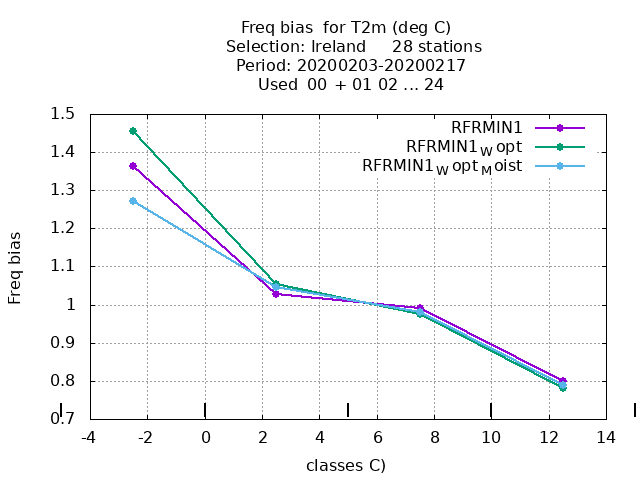 Freq bias  for T2m (deg C)
Selection: Ireland     28 stations
Period: 20200203-20200217
Used  00  + 01 02 ... 24
RFRMIN1
RFRMIN1W opt
RFRMIN1W opt M oist
1.5
1.4
1.3
1.2
1.1
1
0.9
0.8
0.7
Freq bias
-4 -2 0 2 4 6 8 10 12 14
classes C)